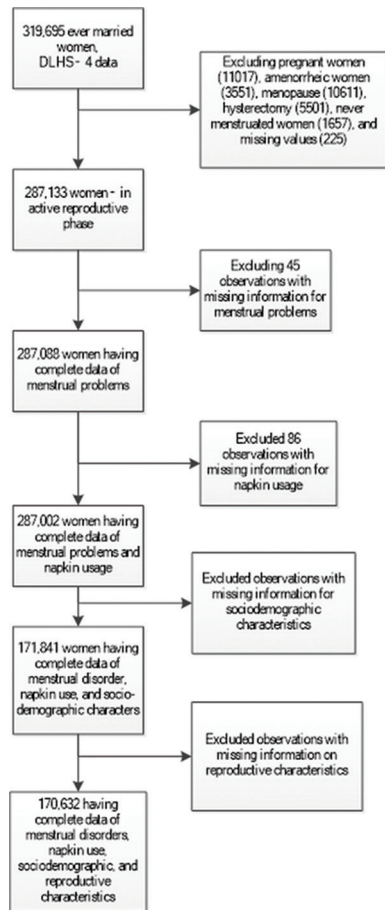 319,695 ever married
women,
DLHS- 4 data
Excluding pregnant women
(11017), amenorrheic women
(3551), menopause (10611),
hysterectomy (5501), never
menstruated women (1657), and
missing values (225)
287,133 women- in
active reproductive
phase
Excluding 45
observations with
missing information for
menstrual problems
287,088 women having
complete data of
menstrual problems
Excluded 86
observations with
missing information for
napkin usage
287,002 women having
complete data of
menstrual problems and
napkin usage
Excluded observations with
missing information for
sociodemographic
characteristics
171,841 women having
complete data of
menstrual disorder,
napkin use, and socio-
demographic characters
Excluded observations with
missing information on
reproductive characteristics
170,632 having
complete data of
menstrual disorders,
napkin use,
sociodemographic, and
reproductive
characteristics